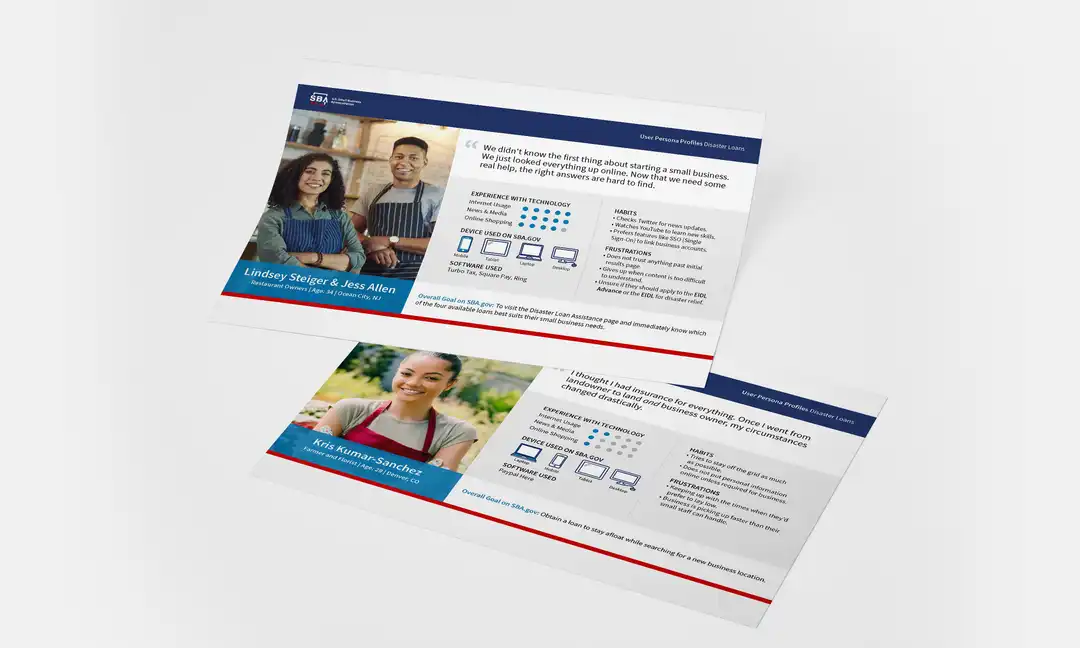 SBA
U.S. Small Business
Administration
User Persona Profiles Disaster Loans
“ We didn't know the first thing about starting a small business.
We just looked everything up online. Now that we need some
real help, the right answers are hard to find.
EXPERIENCE WITH TECHNOLOGY
Internet Usage
News & Media
Online Shopping
DEVICE USED ON SBA.GOV
Mobile
Tablet
Laptop
Desktop
SOFTWARE USED
Turbo Tax, Square Pay, Ring
HABITS
• Checks Twitter for news updates.
• Watches YouTube to learn new skills.
• Prefers features like SSO (Single
Sign-On) to link business accounts.
FRUSTRATIONS
• Does not trust anything past initial
results page.
• Gives up when content is too difficult
to understand.
• Unsure if they should apply to the EIDL
Advance or the EIDL for disaster relief.
Lindsey Steiger & Jess Allen
Restaurant Owners | Age: 34 | Ocean City, NJ
Overall Goal on SBA.gov: To visit the Disaster Loan Assistance page and immediately know which
of the four available loans best suits their small business needs.
User Persona Profiles Disaster Loans
I thought I had insurance for everything. Once I went from
landowner to land and business owner, my circumstances
changed drastically.
EXPERIENCE WITH TECHNOLOGY
Internet Usage
News & Media
Online Shopping
DEVICE USED ON SBA.GOV
Laptop
Mobile
Tablet
Desktop
SOFTWARE USED
Paypal Here
HABITS
• Tries to stay off the grid as much
as possible.
• Does not put personal information
online unless required for business.
FRUSTRATIONS
• Keeping up with the times when they'd
prefer to lay low.
• Business is picking up faster than their
small staff can handle.
Kris Kumar-Sanchez
Farmer and Florist | Age: 29 | Denver, CO
Overall Goal on SBA.gov: Obtain a loan to stay afloat while searching for a new business location.